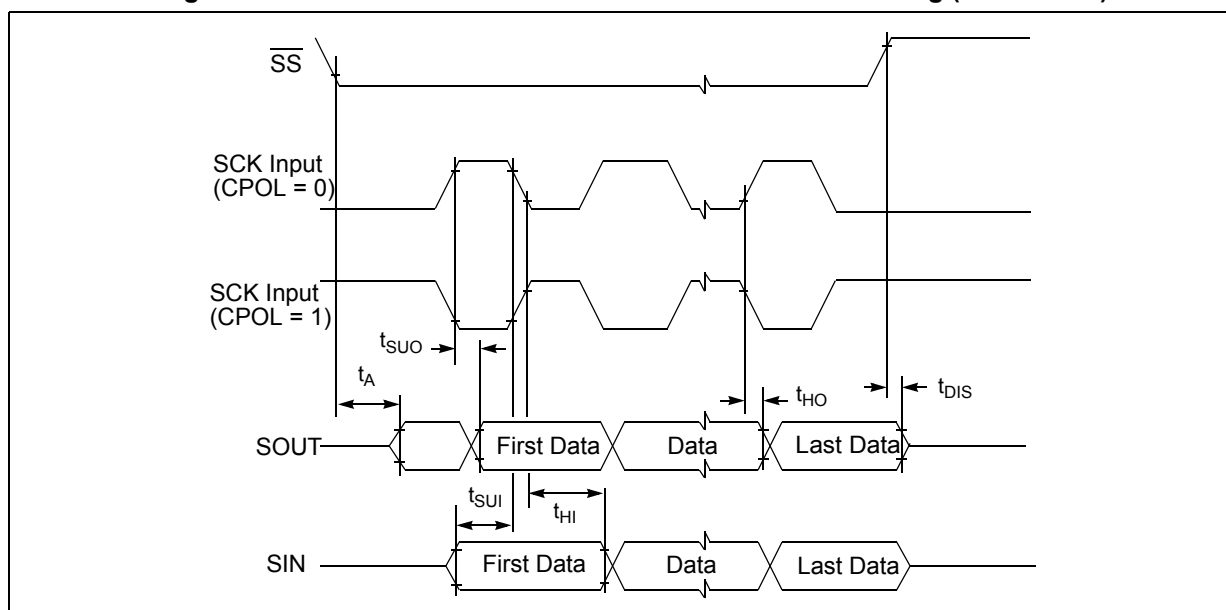 SS
SCK Input
(CPOL = 0)
SCK Input
(CPOL = 1)
tSUO
tA
tHO
tDIS
SOUT
First Data
Data
Last Data
tSUI
tHI
SIN
First Data
Data
Last Data